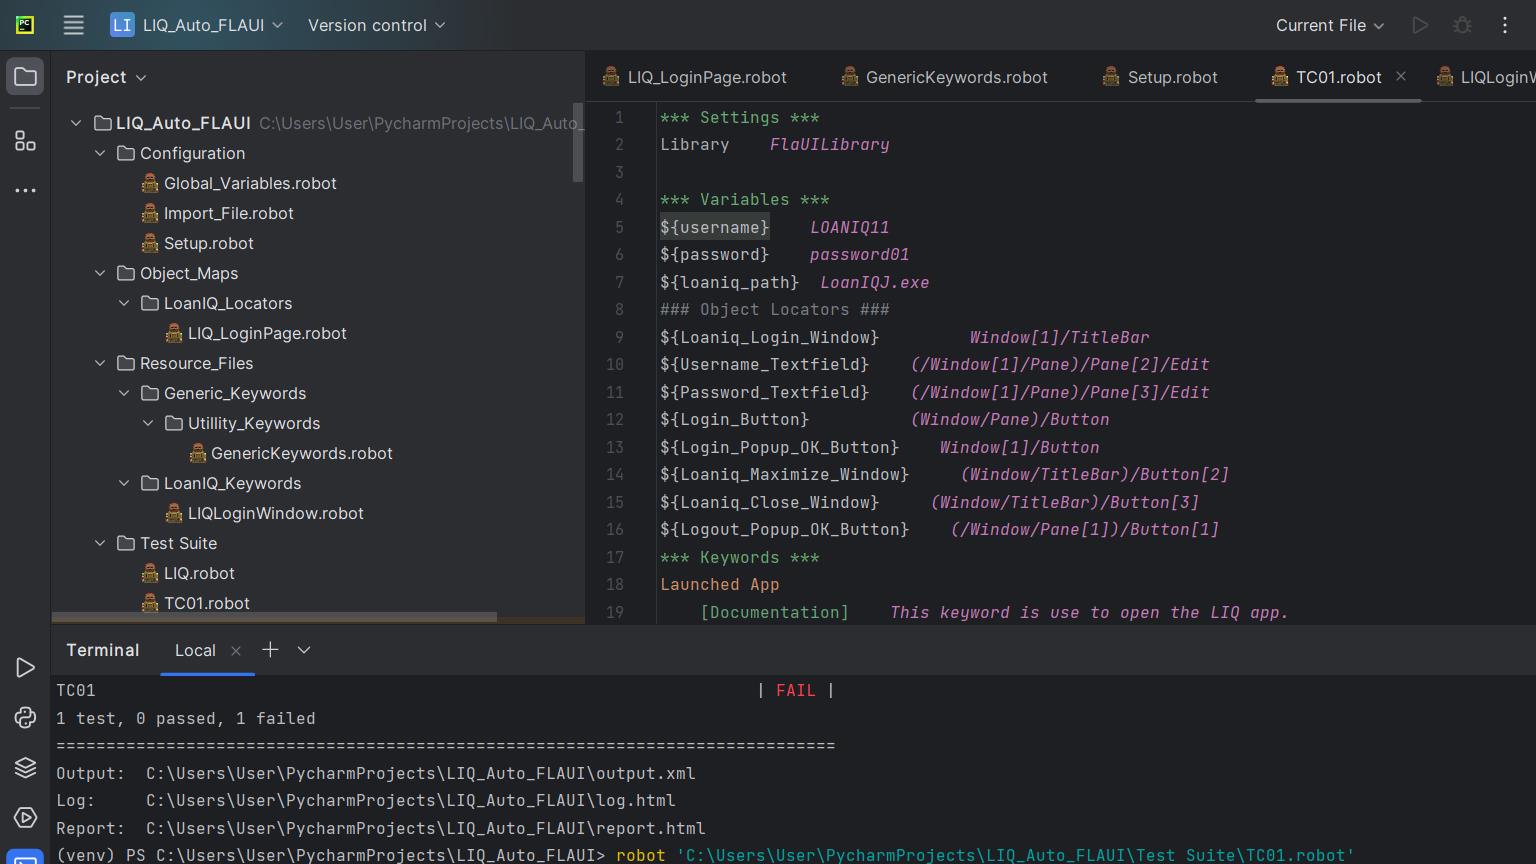 PC
LI LIQ_Auto_FLAUI
Version control
Current File
Project
LIQ_LoginPage.robot
GenericKeywords.robot
Setup.robot
TC01.robot
LIQLoginW
LIQ_Auto_FLAUI C:\Users\User\PycharmProjects\LIQ_Auto_
Configuration
Global_Variables.robot
Import_File.robot
Setup.robot
Object_Maps
LoanIQ_Locators
LIQ_LoginPage.robot
Resource_Files
Generic_Keywords
Utillity_Keywords
GenericKeywords.robot
LoanIQ_Keywords
LIQLoginWindow.robot
Test Suite
LIQ.robot
TC01.robot
1 *** Settings ***
2 Library    FlaUILibrary
3
4 *** Variables ***
5 ${username}    LOANIQ11
6 ${password}    password01
7 ${loaniq_path}  LoanIQJ.exe
8 ### Object Locators ###
9 ${Loaniq_Login_Window}         Window[1]/TitleBar
10 ${Username_Textfield}    (/Window[1]/Pane)/Pane[2]/Edit
11 ${Password_Textfield}    (/Window[1]/Pane)/Pane[3]/Edit
12 ${Login_Button}          (Window/Pane)/Button
13 ${Login_Popup_OK_Button}    Window[1]/Button
14 ${Loaniq_Maximize_Window}     (Window/TitleBar)/Button[2]
15 ${Loaniq_Close_Window}     (Window/TitleBar)/Button[3]
16 ${Logout_Popup_OK_Button}    (/Window/Pane[1])/Button[1]
17 *** Keywords ***
18 Launched App
19     [Documentation]    This keyword is use to open the LIQ app.
Terminal
Local
TC01 | FAIL |
1 test, 0 passed, 1 failed
==============================================================================
Output:  C:\Users\User\PycharmProjects\LIQ_Auto_FLAUI\output.xml
Log:     C:\Users\User\PycharmProjects\LIQ_Auto_FLAUI\log.html
Report:  C:\Users\User\PycharmProjects\LIQ_Auto_FLAUI\report.html
(venv) PS C:\Users\User\PycharmProjects\LIQ_Auto_FLAUI> robot 'C:\Users\User\PycharmProjects\LIQ_Auto_FLAUI\Test Suite\TC01.robot'